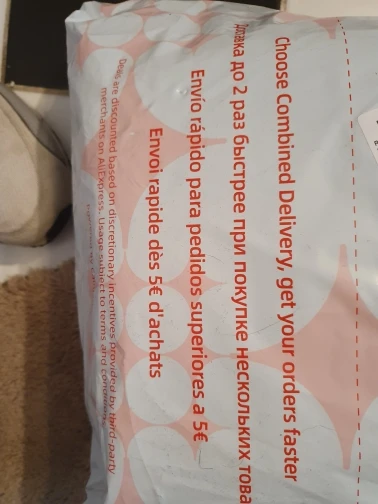 Choose Combined Delivery, get your orders faster
до 2 раз быстрее при покупке нескольких това
Envío rápido para pedidos superiores a 5€
Envoi rapide dès 5€ d'achats
Deals are discounted based on discretionary incentives provided by third-party
merchants on AliExpress. Usage subject to terms and conditions